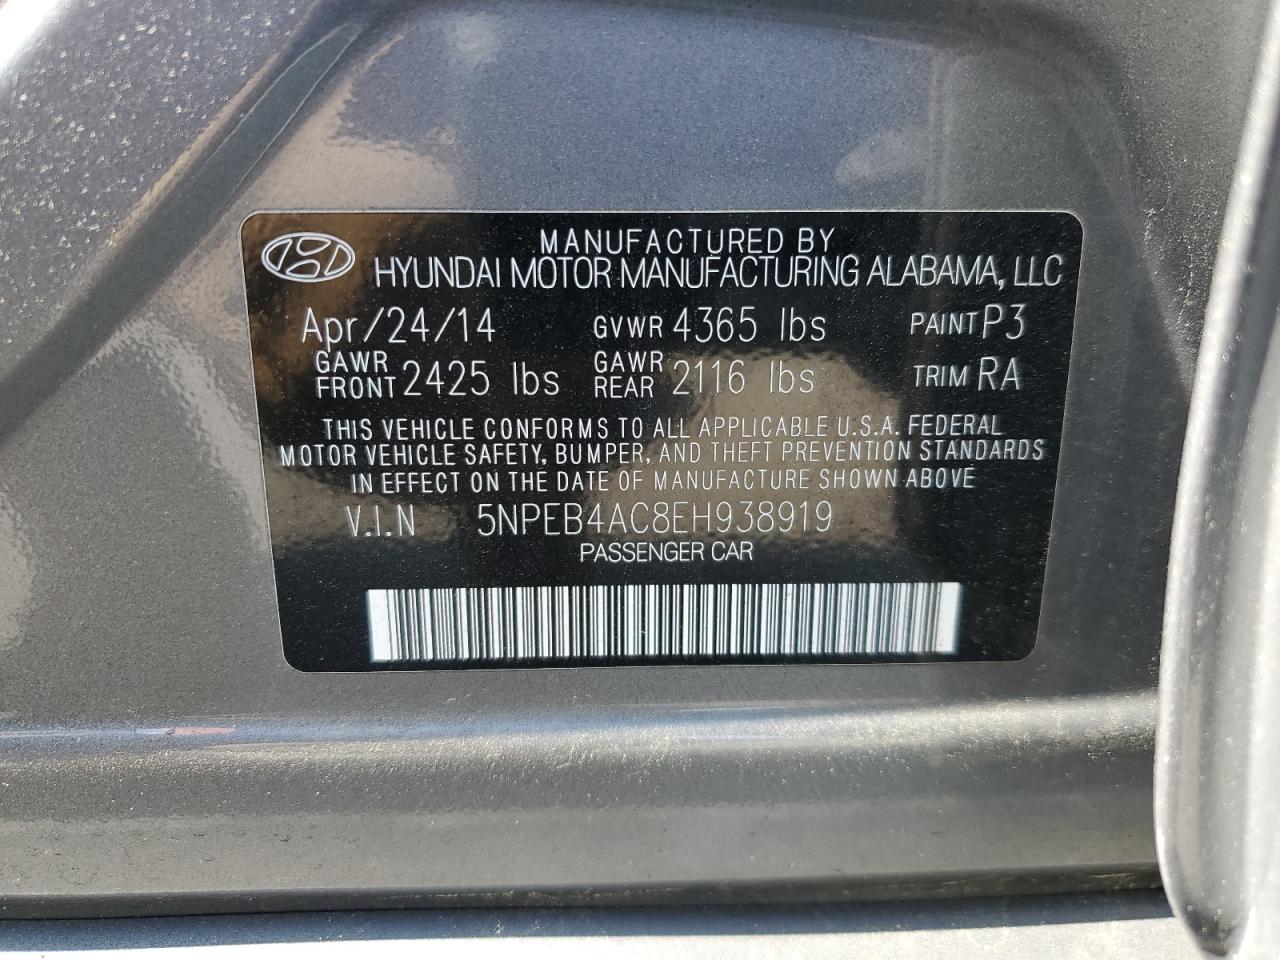 MANUFACTURED BY
HYUNDAI MOTOR MANUFACTURING ALABAMA, LLC
Apr/24/14 GVWR 4365 lbs PAINT P3
GAWR FRONT 2425 lbs GAWR REAR 2116 lbs TRIM RA
THIS VEHICLE CONFORMS TO ALL APPLICABLE U.S.A. FEDERAL
MOTOR VEHICLE SAFETY, BUMPER, AND THEFT PREVENTION STANDARDS
IN EFFECT ON THE DATE OF MANUFACTURE SHOWN ABOVE
V.I.N 5NPEB4AC8EH938919
PASSENGER CAR